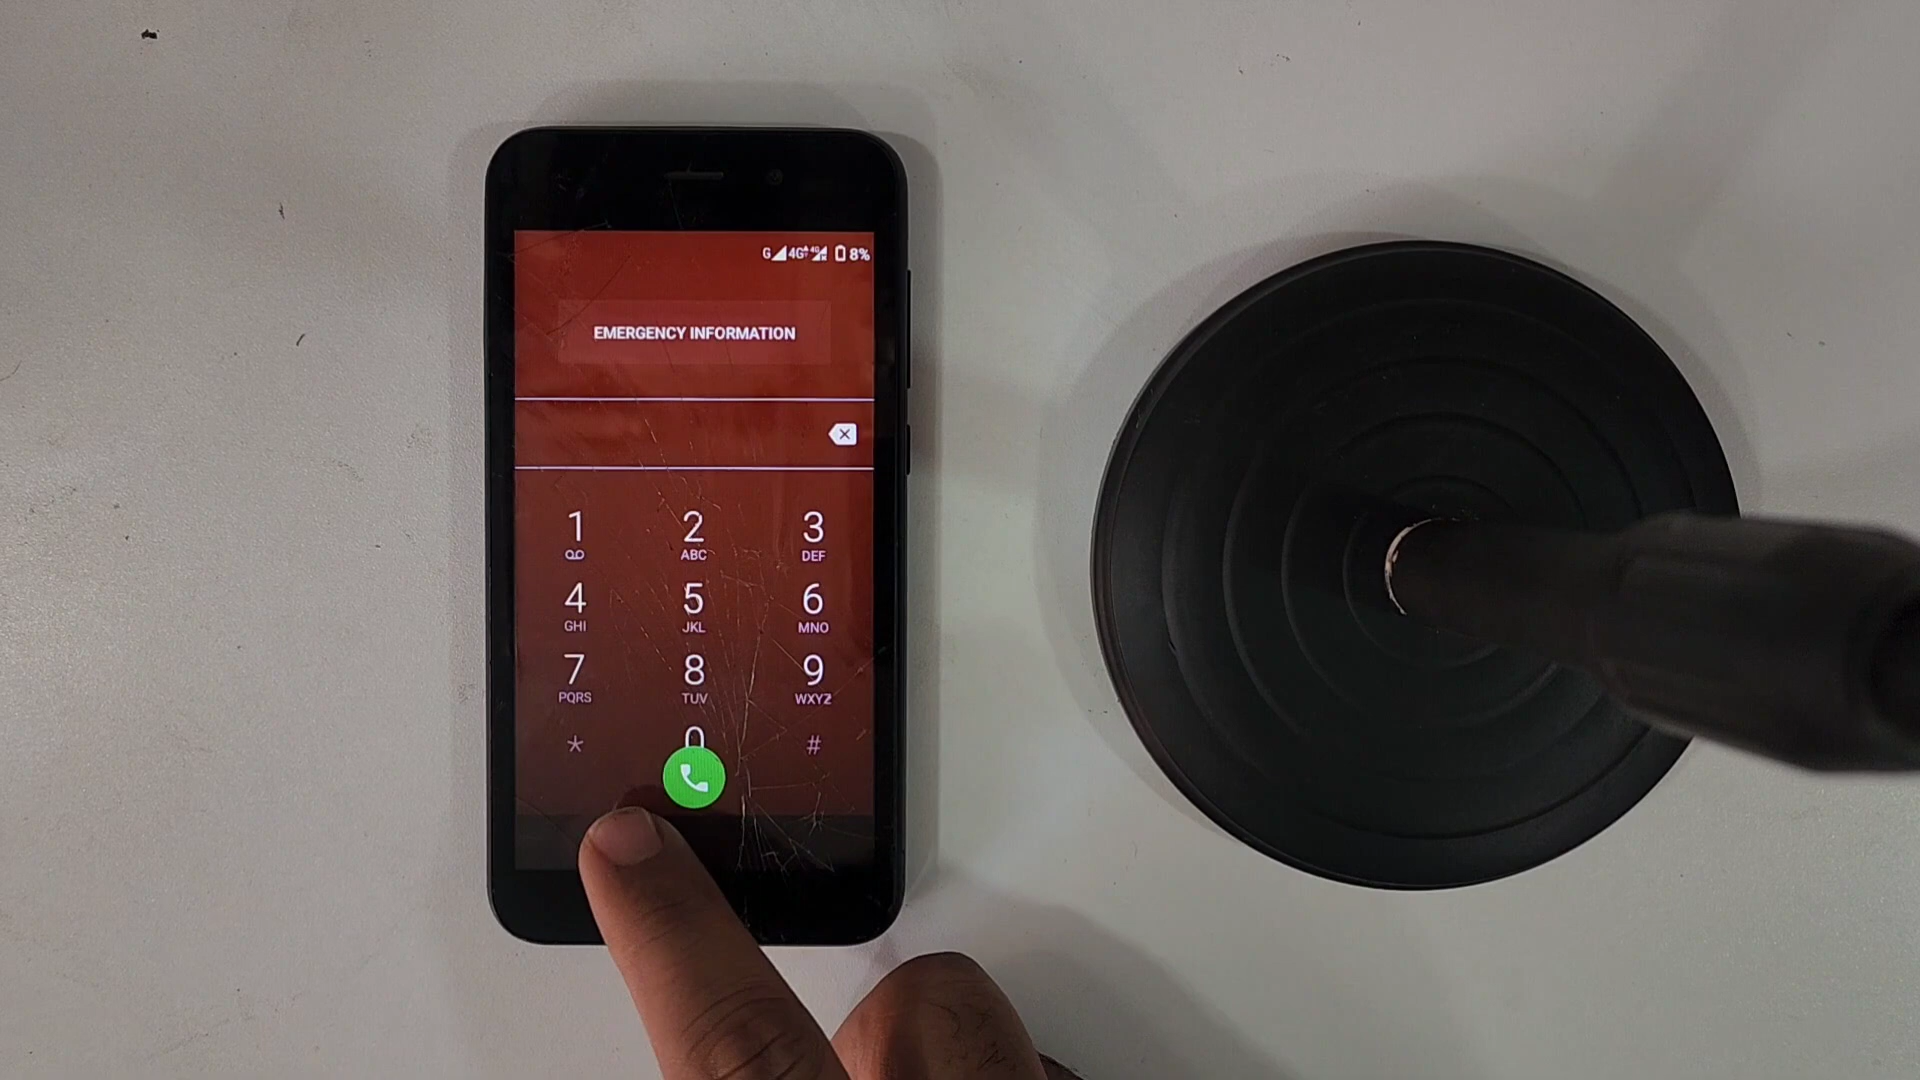 G 4G 4G 8%
EMERGENCY INFORMATION
1 2 3
ABC DEF
4 5 6
GHI JKL MNO
7 8 9
PQRS TUV WXYZ
* 0 #